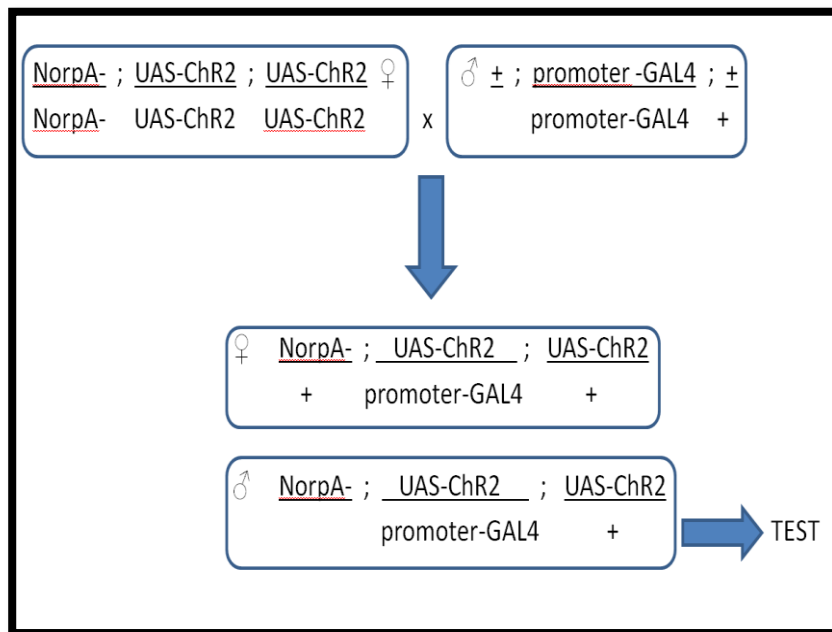 NorpA- ; UAS-ChR2 ; UAS-ChR2 ♀
NorpA- UAS-ChR2 UAS-ChR2
x
♂ + ; promoter -GAL4 ; +
promoter-GAL4 +
♀ NorpA- ; UAS-ChR2 ; UAS-ChR2
+ promoter-GAL4 +
♂ NorpA- ; UAS-ChR2 ; UAS-ChR2
promoter-GAL4 +
TEST